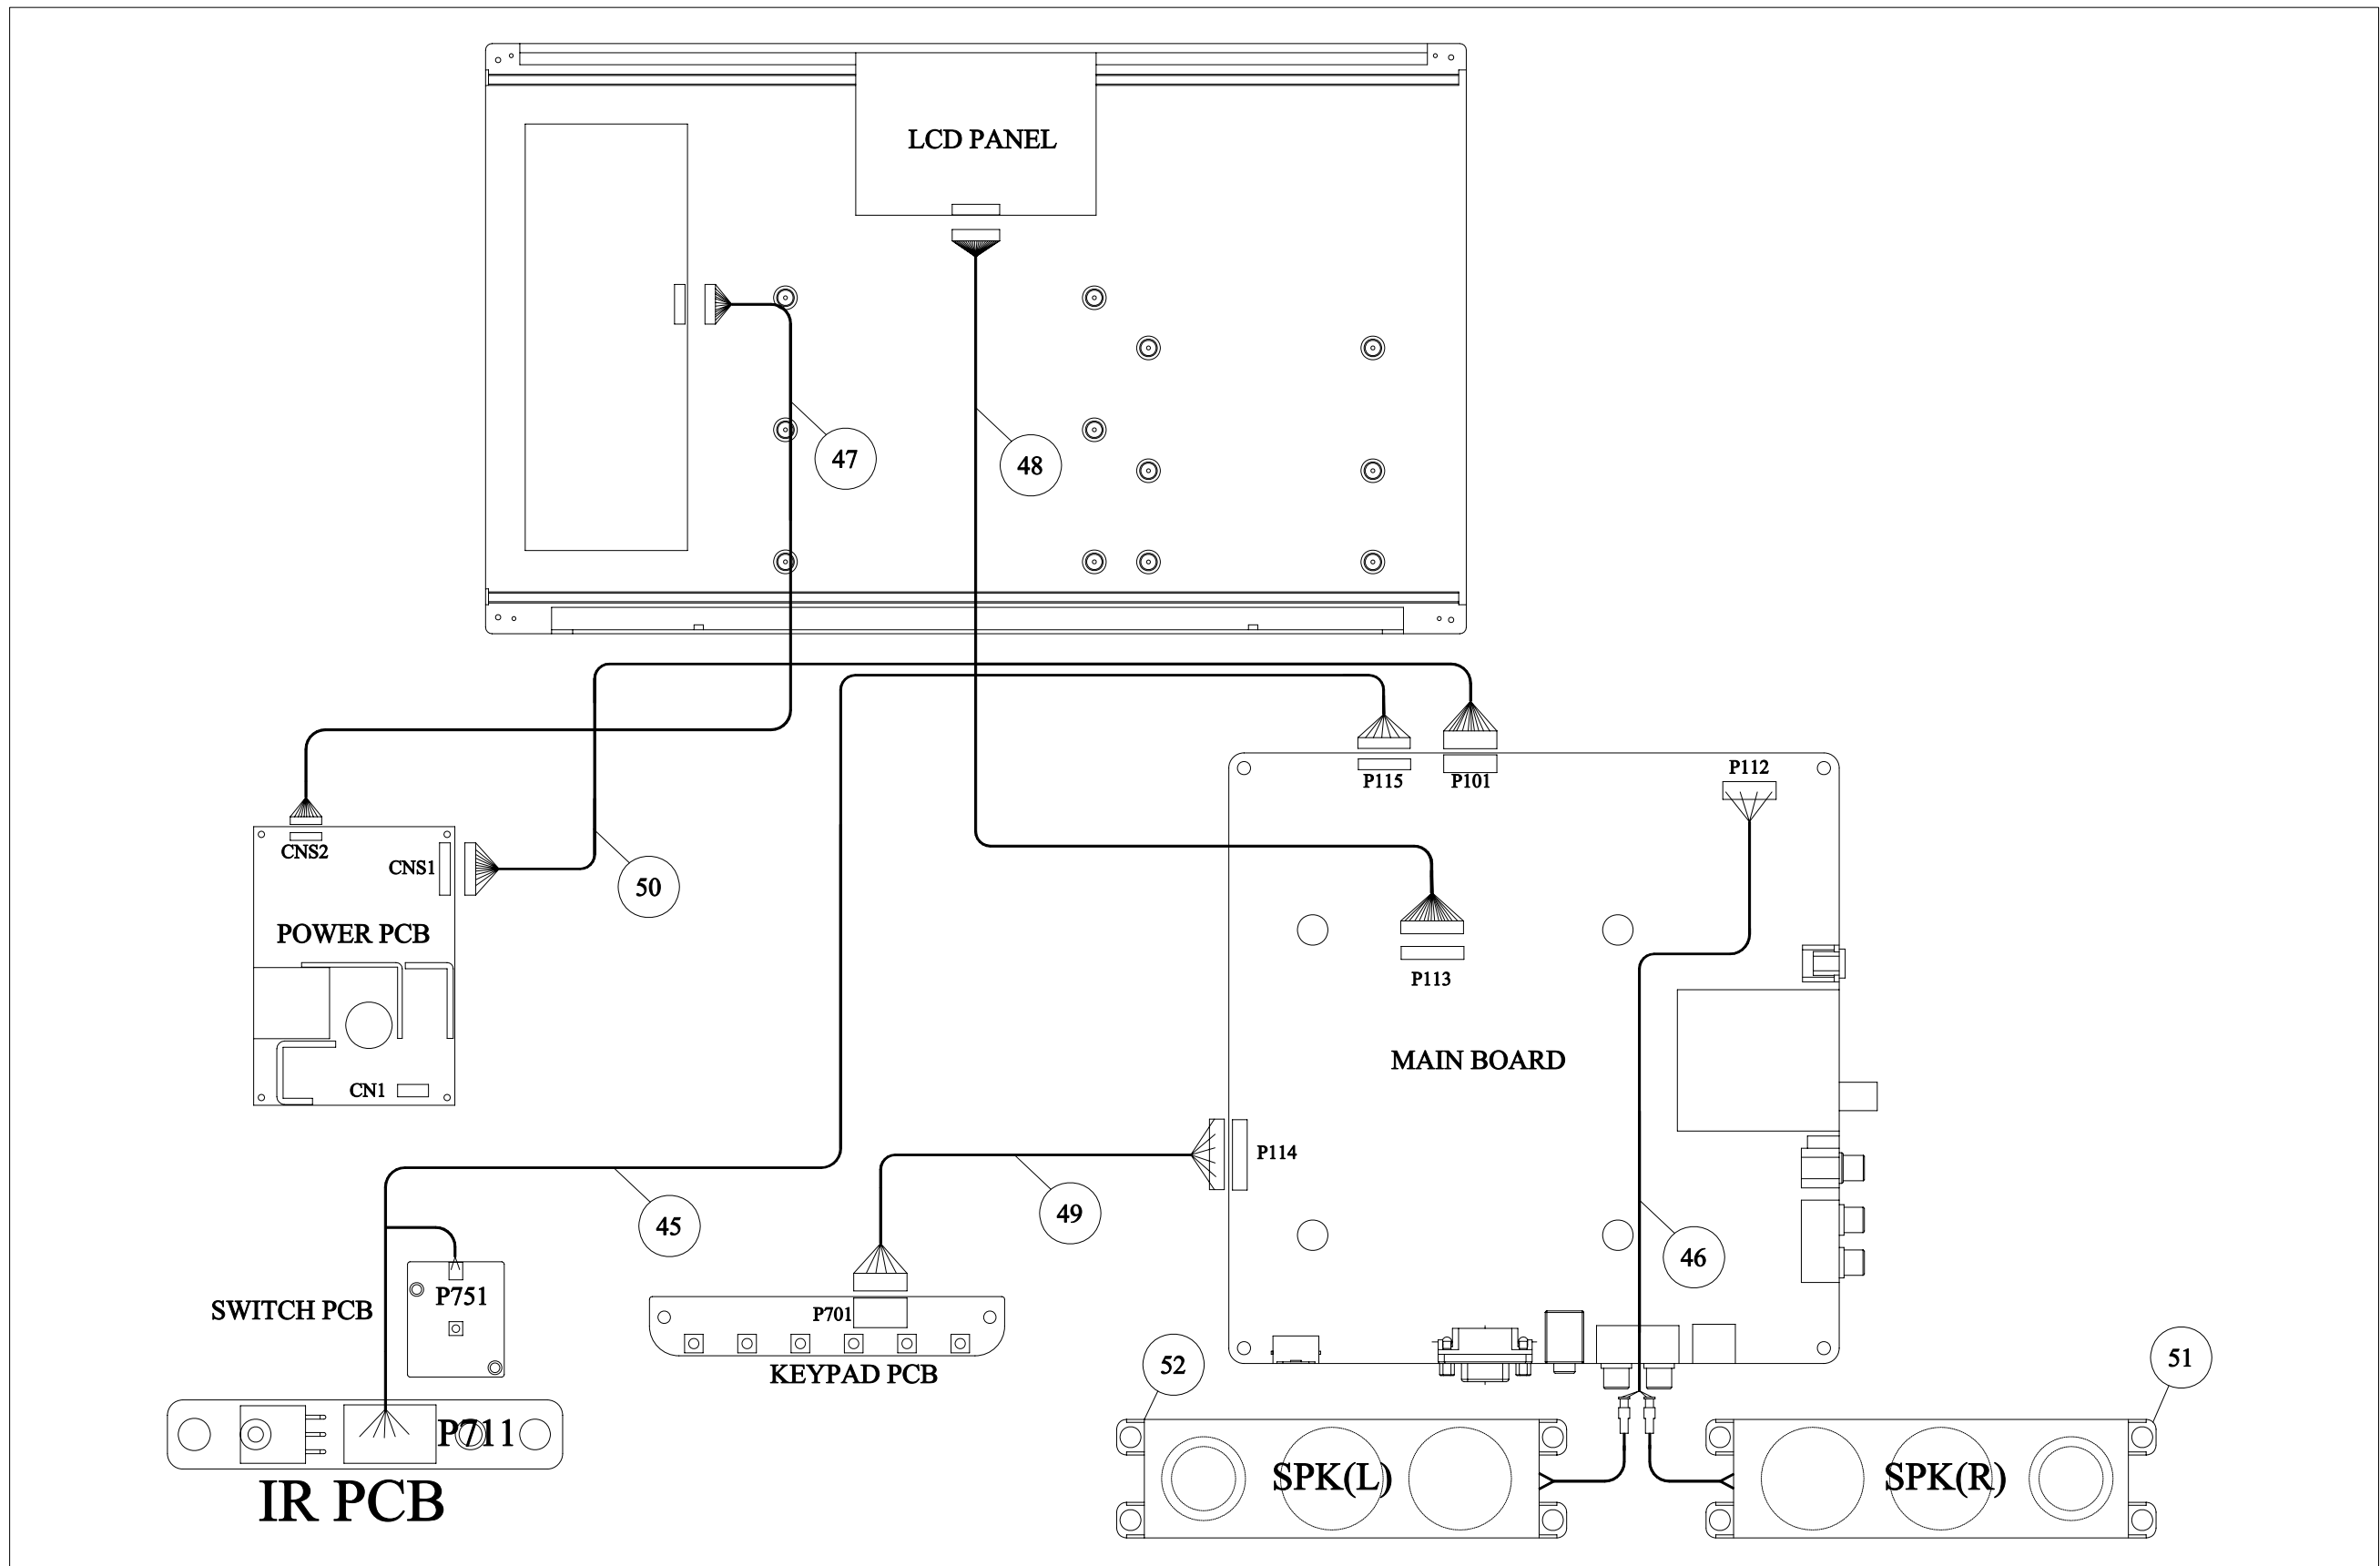 LCD PANEL
47
48
P115
P101
P112
CNS2
CNS1
50
POWER PCB
P113
MAIN BOARD
CN1
P114
45
49
46
P751
SWITCH PCB
P701
KEYPAD PCB
52
51
P711
SPK(L)
SPK(R)
IR PCB